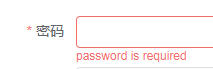 * 密码
password is required